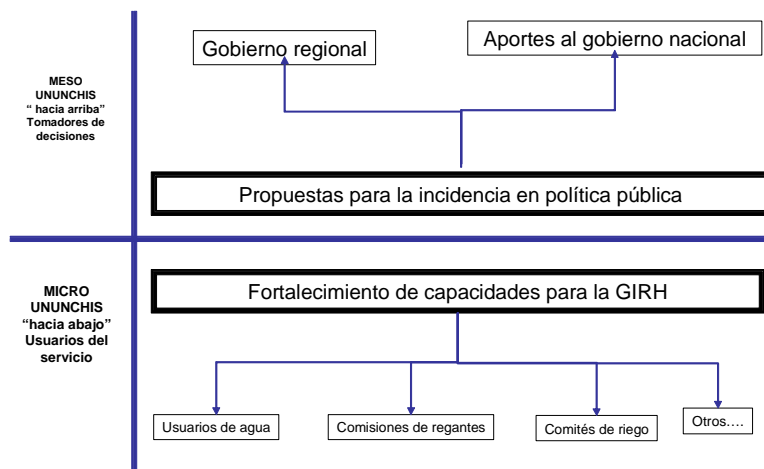 Gobierno regional
Aportes al gobierno nacional
MESO
UNUNCHIS
“ hacia arriba”
Tomadores de
decisiones
Propuestas para la incidencia en política pública
MICRO
UNUNCHIS
“hacia abajo”
Usuarios del
servicio
Fortalecimiento de capacidades para la GIRH
Usuarios de agua
Comisiones de regantes
Comités de riego
Otros….